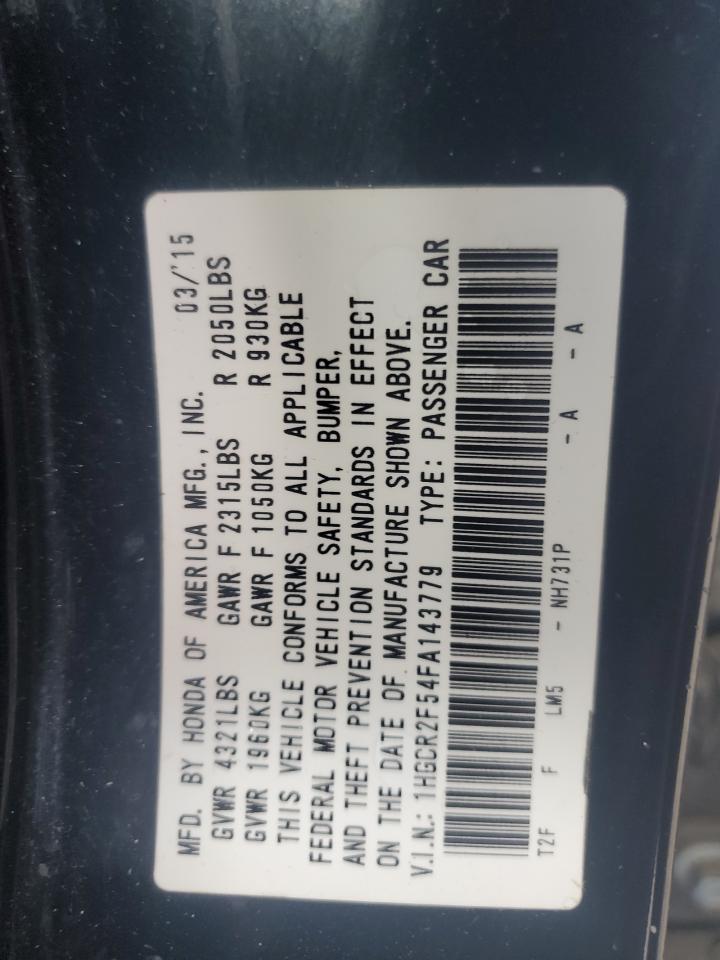 MFD. BY HONDA OF AMERICA MFG., INC. 03/'15
GVWR 4321LBS GAWR F 2315LBS R 2050LBS
GVWR 1960KG GAWR F 1050KG R 930KG
THIS VEHICLE CONFORMS TO ALL APPLICABLE
FEDERAL MOTOR VEHICLE SAFETY, BUMPER,
AND THEFT PREVENTION STANDARDS IN EFFECT
ON THE DATE OF MANUFACTURE SHOWN ABOVE.
V.I.N.: 1HGCR2F54FA143779 TYPE: PASSENGER CAR
T2F F LM5 - NH731P - A - A